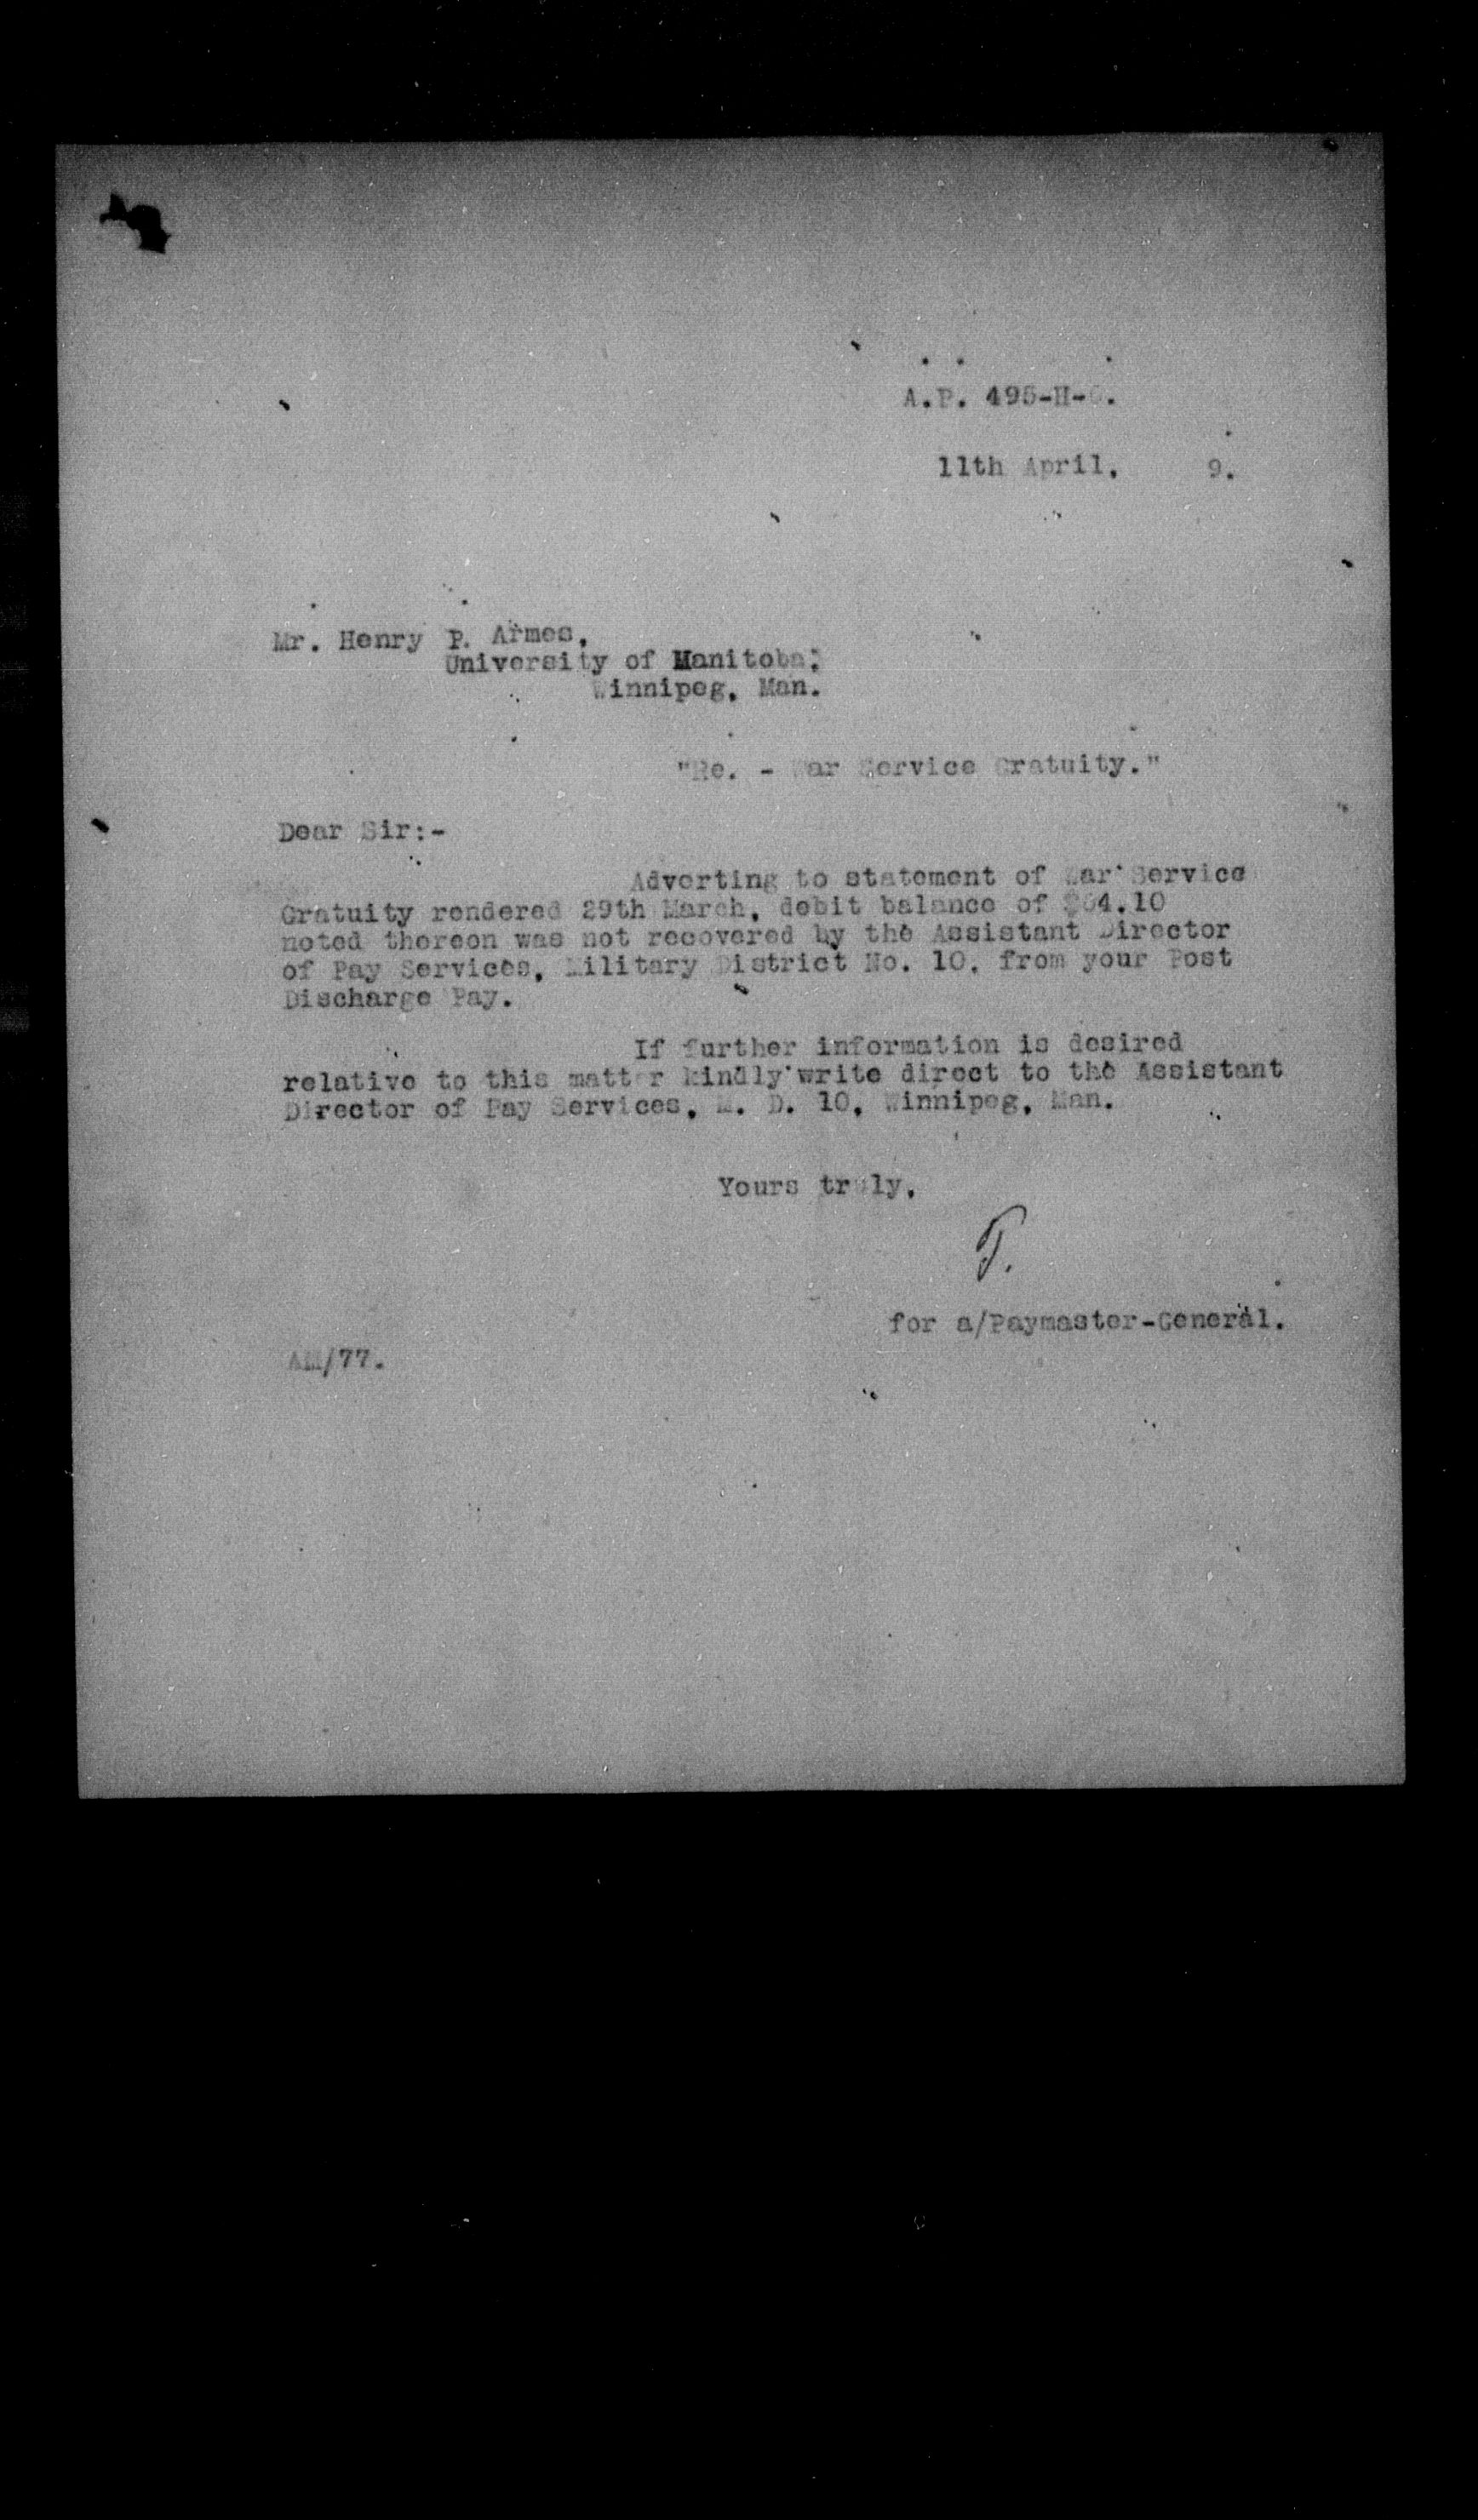 A.P. 495-H-
11th April, 9.
Mr. Henry P. Armes,
University of Manitoba,
Winnipeg, Man.
"Re. - War Service Gratuity."
Dear Sir:-
Adverting to statement of War Service
Gratuity rendered 29th March, debit balance of
noted thereon was not recovered by the Assistant Director
of Pay Services, Military District No. 10, from your Post
Discharge Pay.
If further information is desired
relative to this matter kindly write direct to the Assistant
Director of Pay Services, M. D. 10, Winnipeg, Man.
Yours truly,
for a/Paymaster-General.
AM/77.